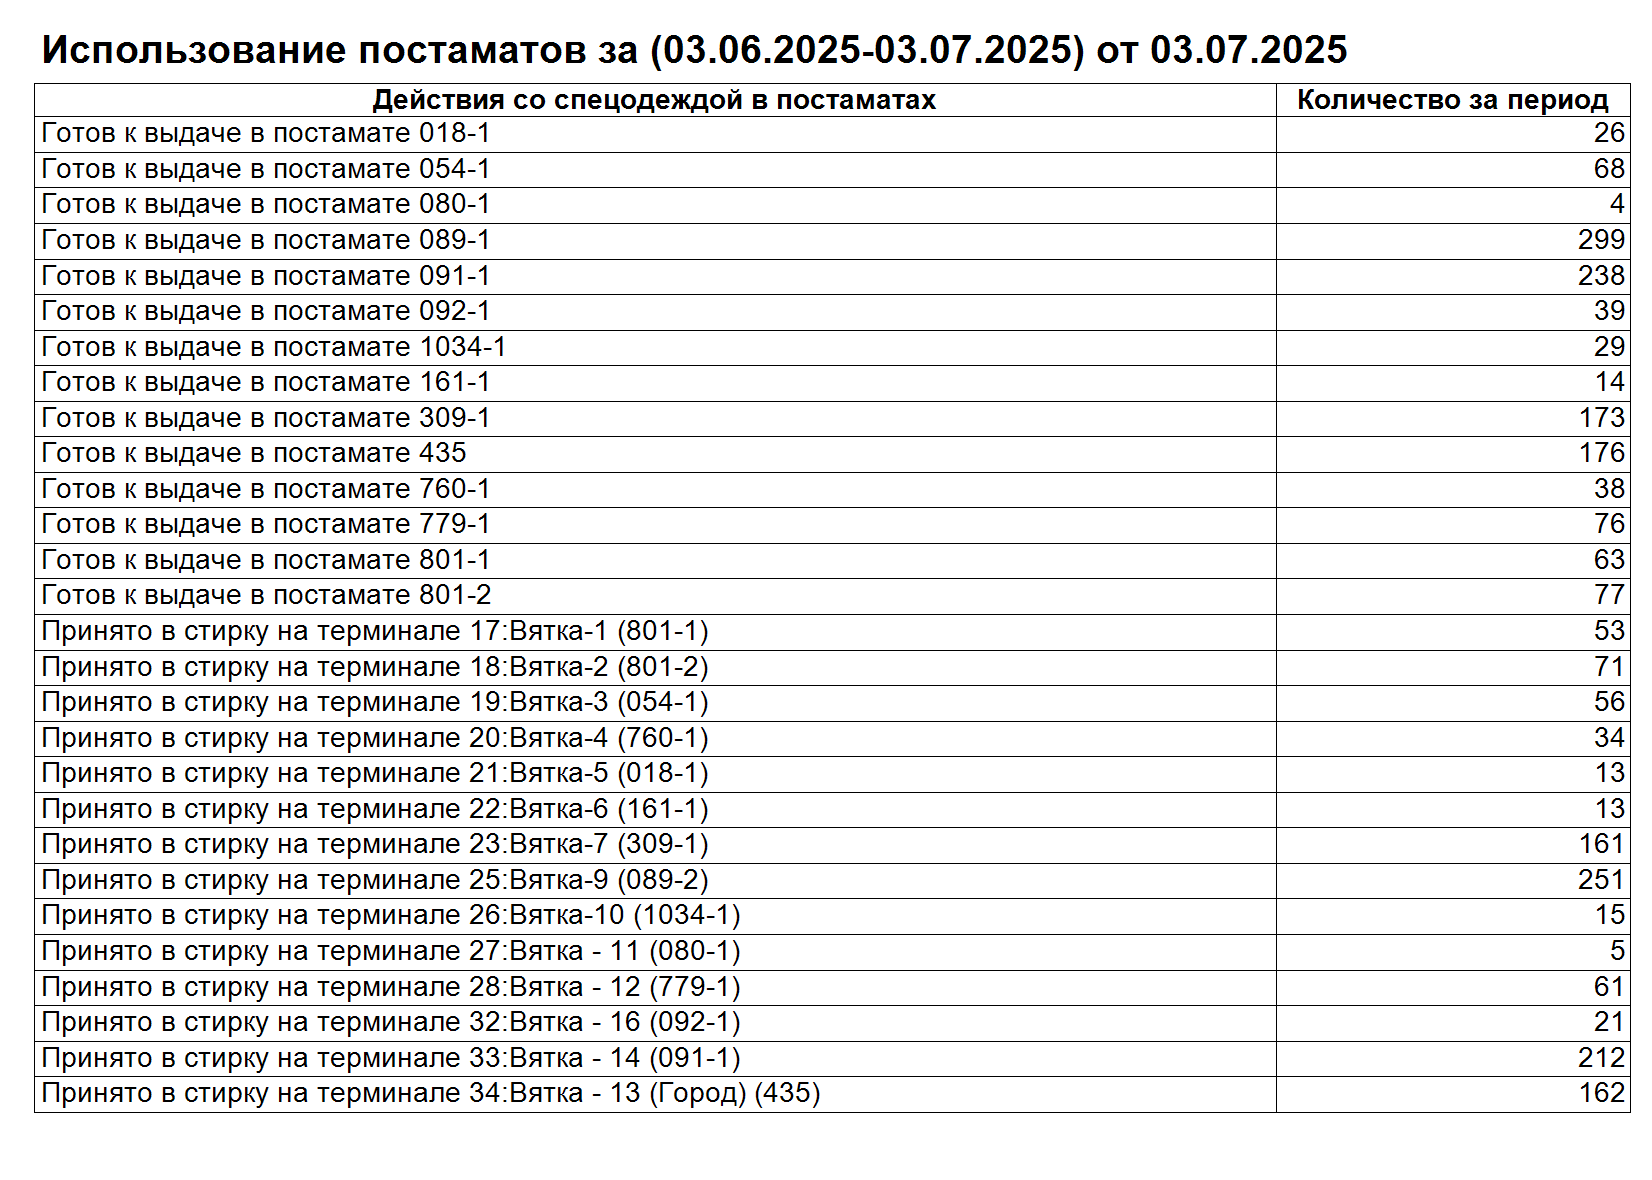 Использование постаматов за (03.06.2025-03.07.2025) от 03.07.2025
Действия со спецодеждой в постаматах Количество за период
Готов к выдаче в постамате 018-1 26
Готов к выдаче в постамате 054-1 68
Готов к выдаче в постамате 080-1 4
Готов к выдаче в постамате 089-1 299
Готов к выдаче в постамате 091-1 238
Готов к выдаче в постамате 092-1 39
Готов к выдаче в постамате 1034-1 29
Готов к выдаче в постамате 161-1 14
Готов к выдаче в постамате 309-1 173
Готов к выдаче в постамате 435 176
Готов к выдаче в постамате 760-1 38
Готов к выдаче в постамате 779-1 76
Готов к выдаче в постамате 801-1 63
Готов к выдаче в постамате 801-2 77
Принято в стирку на терминале 17:Вятка-1 (801-1) 53
Принято в стирку на терминале 18:Вятка-2 (801-2) 71
Принято в стирку на терминале 19:Вятка-3 (054-1) 56
Принято в стирку на терминале 20:Вятка-4 (760-1) 34
Принято в стирку на терминале 21:Вятка-5 (018-1) 13
Принято в стирку на терминале 22:Вятка-6 (161-1) 13
Принято в стирку на терминале 23:Вятка-7 (309-1) 161
Принято в стирку на терминале 25:Вятка-9 (089-2) 251
Принято в стирку на терминале 26:Вятка-10 (1034-1) 15
Принято в стирку на терминале 27:Вятка - 11 (080-1) 5
Принято в стирку на терминале 28:Вятка - 12 (779-1) 61
Принято в стирку на терминале 32:Вятка - 16 (092-1) 21
Принято в стирку на терминале 33:Вятка - 14 (091-1) 212
Принято в стирку на терминале 34:Вятка - 13 (Город) (435) 162